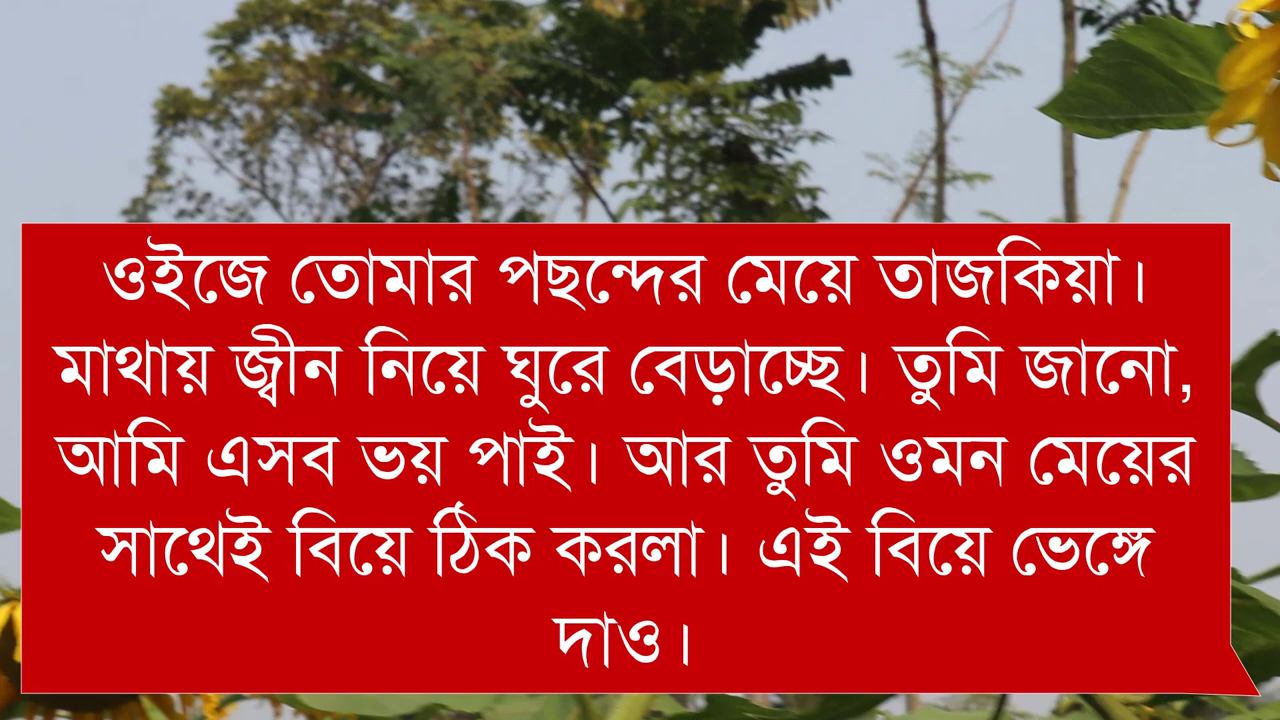 ওইজে তোমার পছন্দের মেয়ে তাজকিয়া।
মাথায় জ্বীন নিয়ে ঘুরে বেড়াচ্ছে। তুমি জানো,
আমি এসব ভয় পাই। আর তুমি ওমন মেয়ের
সাথেই বিয়ে ঠিক করলা। এই বিয়ে ভেঙ্গে
দাও।